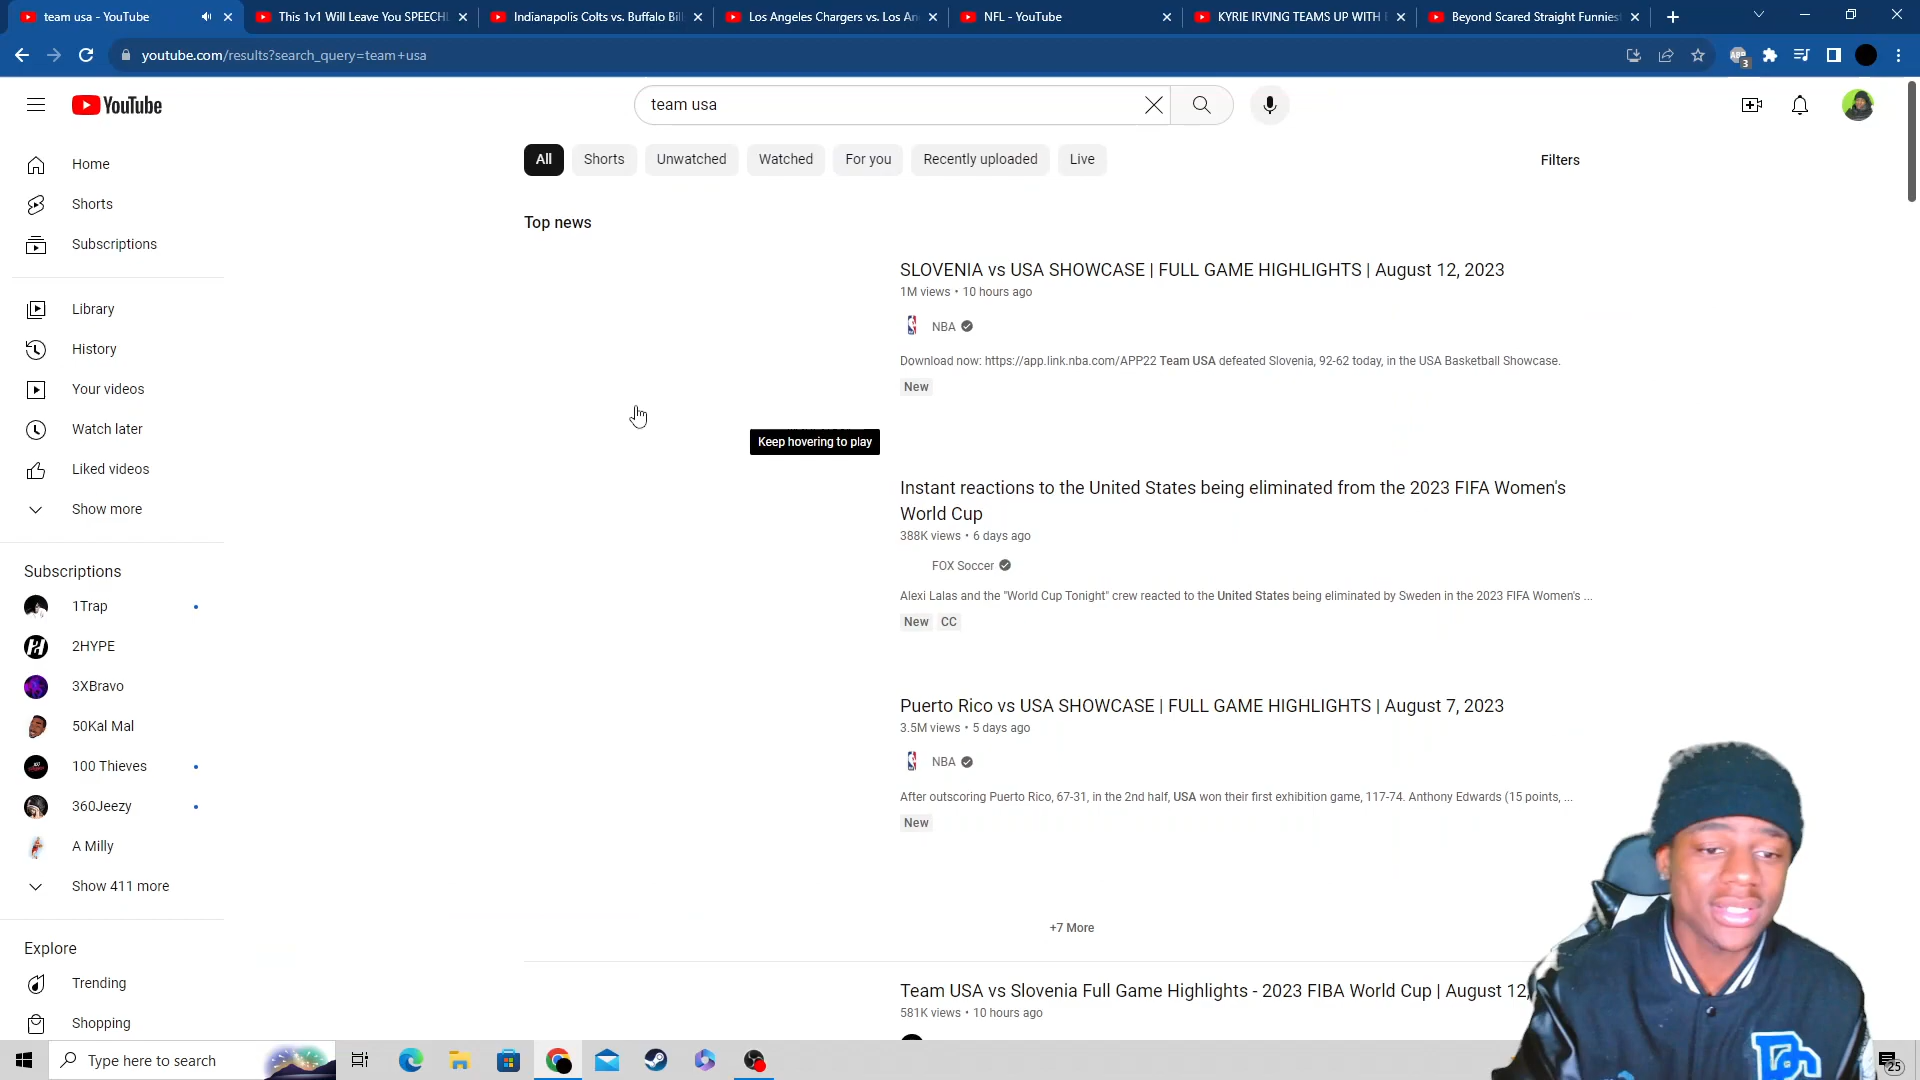 team usa - YouTube
This 1v1 Will Leave You SPEECHL
Indianapolis Colts vs. Buffalo Bil
Los Angeles Chargers vs. Los An
NFL - YouTube
KYRIE IRVING TEAMS UP WITH
Beyond Scared Straight Funnies
youtube.com/results?search_query=team+usa
3
YouTube
team usa
All
Shorts
Unwatched
Watched
For you
Recently uploaded
Live
Filters
Home
Shorts
Subscriptions
Library
History
Your videos
Watch later
Liked videos
Show more
Subscriptions
1Trap
2HYPE
3XBravo
50Kal Mal
100 Thieves
360Jeezy
A Milly
Show 411 more
Explore
Trending
Shopping
Top news
SLOVENIA vs USA SHOWCASE | FULL GAME HIGHLIGHTS | August 12, 2023
1M views • 10 hours ago
NBA
Download now: https://app.link.nba.com/APP22 Team USA defeated Slovenia, 92-62 today, in the USA Basketball Showcase.
New
Keep hovering to play
Instant reactions to the United States being eliminated from the 2023 FIFA Women's
World Cup
388K views • 6 days ago
FOX Soccer
Alexi Lalas and the "World Cup Tonight" crew reacted to the United States being eliminated by Sweden in the 2023 FIFA Women's ...
New CC
Puerto Rico vs USA SHOWCASE | FULL GAME HIGHLIGHTS | August 7, 2023
3.5M views • 5 days ago
NBA
After outscoring Puerto Rico, 67-31, in the 2nd half, USA won their first exhibition game, 117-74. Anthony Edwards (15 points, ...
New
+7 More
Team USA vs Slovenia Full Game Highlights - 2023 FIBA World Cup | August 12,
581K views • 10 hours ago
Type here to search
25